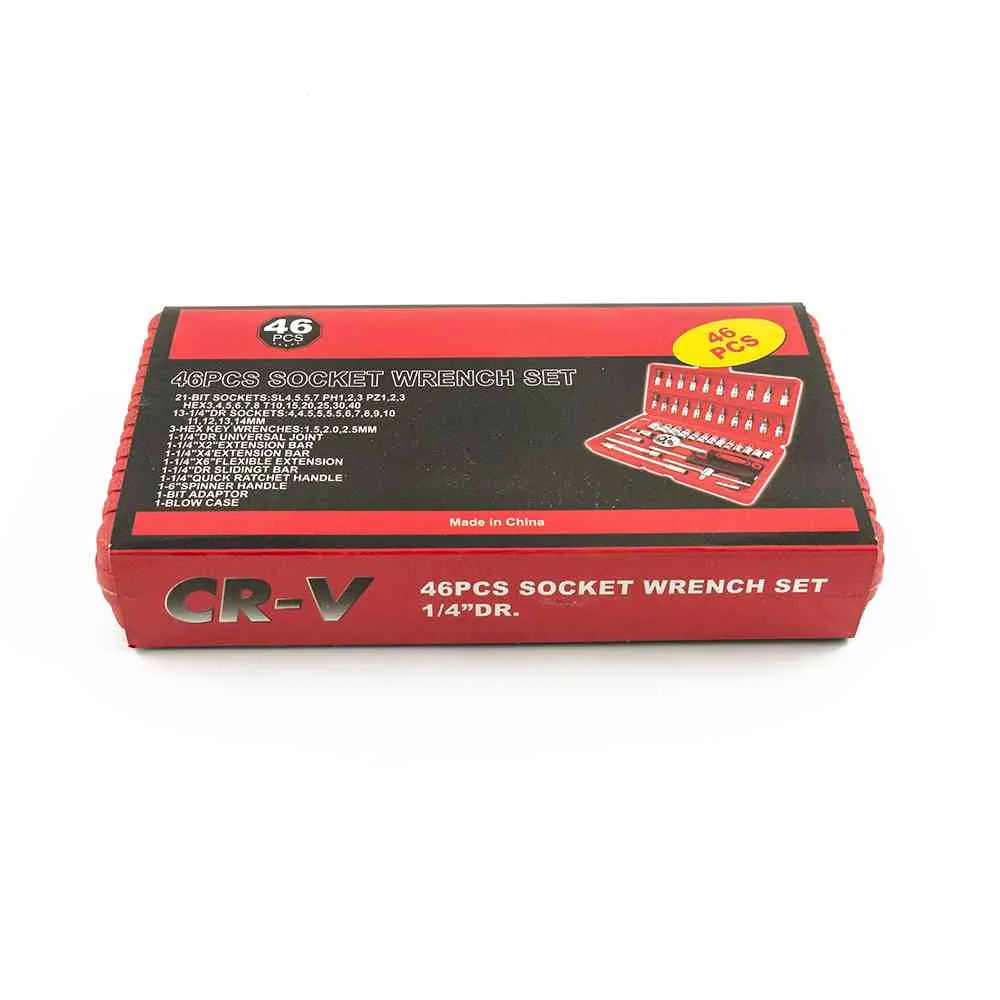 46
PCS
46
PCS
46PCS SOCKET WRENCH SET
21-BIT SOCKETS:SL4,5.5,7 PH1,2,3 PZ1,2,3
HEX3,4,5,6,7,8 T10,15,20,25,30,40
13-1/4"DR SOCKETS:4,4.5,5,5.5,6,7,8,9,10
11,12,13,14MM
3-HEX KEY WRENCHES:1.5,2.0,2.5MM
1-1/4"DR UNIVERSAL JOINT
1-1/4"X2"EXTENSION BAR
1-1/4"X4'EXTENSION BAR
1-1/4"X6"FLEXIBLE EXTENSION
1-1/4"DR SLIDINGT BAR
1-1/4"QUICK RATCHET HANDLE
1-6"SPINNER HANDLE
1-BIT ADAPTOR
1-BLOW CASE
Made in China
CR-V
46PCS SOCKET WRENCH SET
1/4"DR.